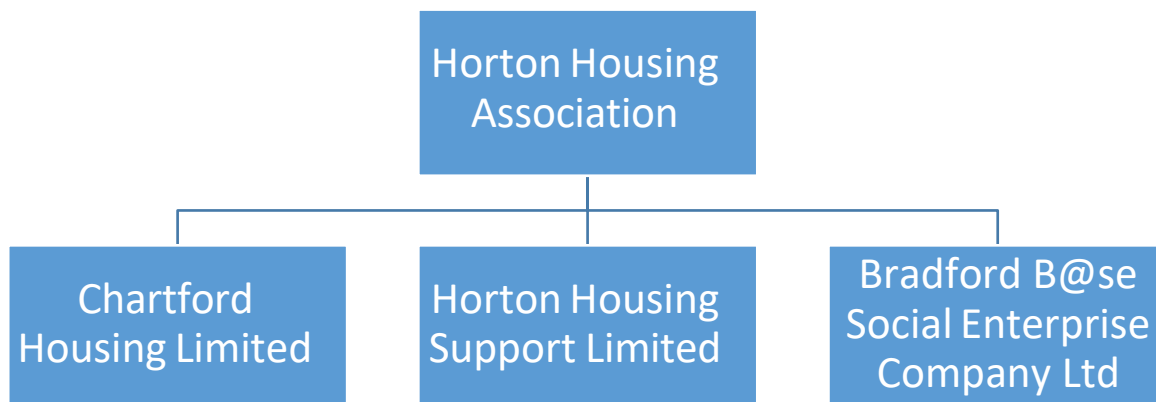 Horton Housing
Association
Chartford
Housing Limited
Horton Housing
Support Limited
Bradford B@se
Social Enterprise
Company Ltd